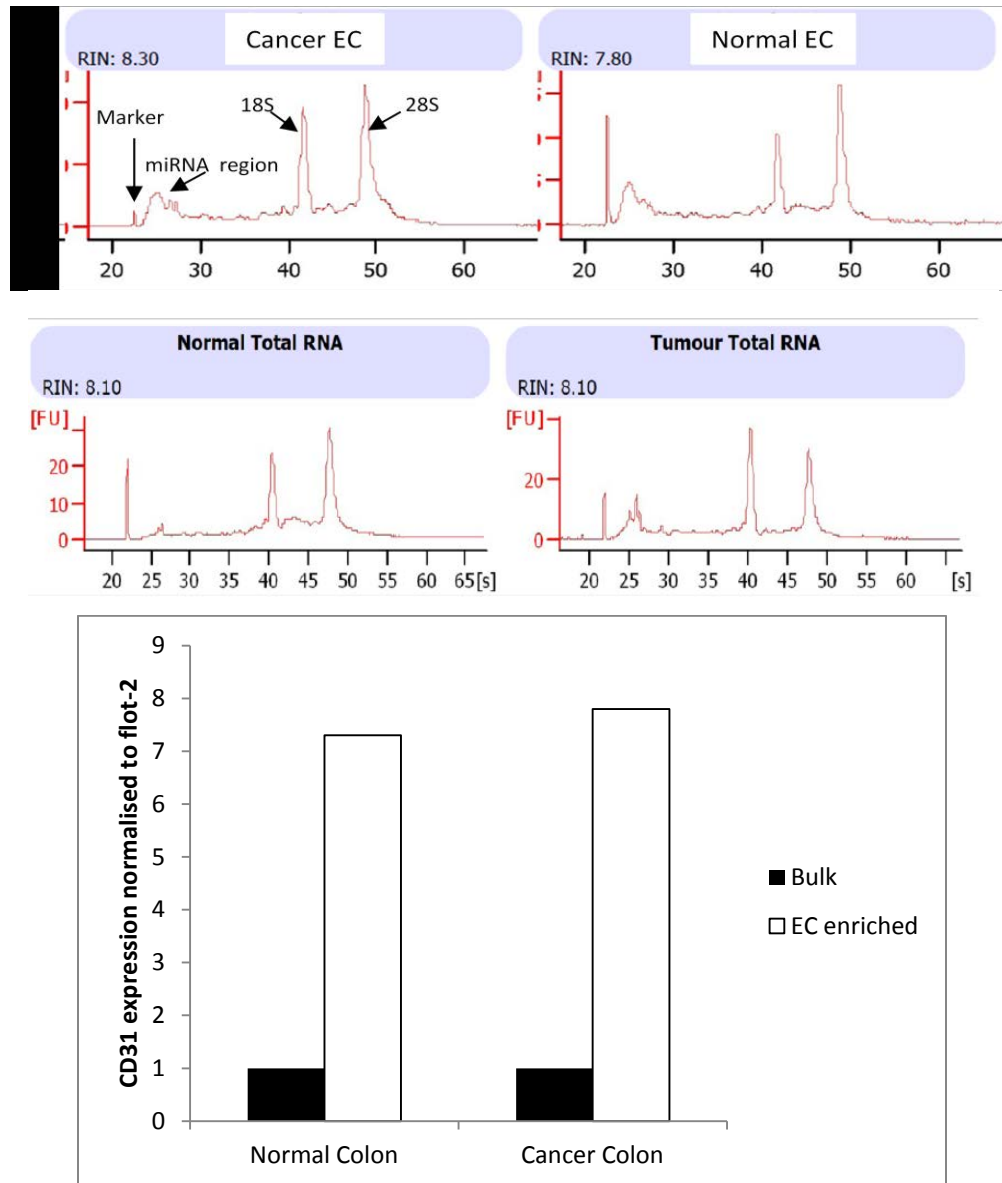 Cancer EC
RIN: 8.30
Marker
18S
28S
miRNA region
20 30 40 50 60
Normal EC
RIN: 7.80
20 30 40 50 60
Normal Total RNA
RIN: 8.10
[FU]
20
10
0
20 25 30 35 40 45 50 55 60 65[s]
Tumour Total RNA
RIN: 8.10
[FU]
20
0
20 25 30 35 40 45 50 55 60 [s]
CD31 expression normalised to flot-2
9
8
7
6
5
4
3
2
1
0
Normal Colon
Cancer Colon
Bulk
EC enriched